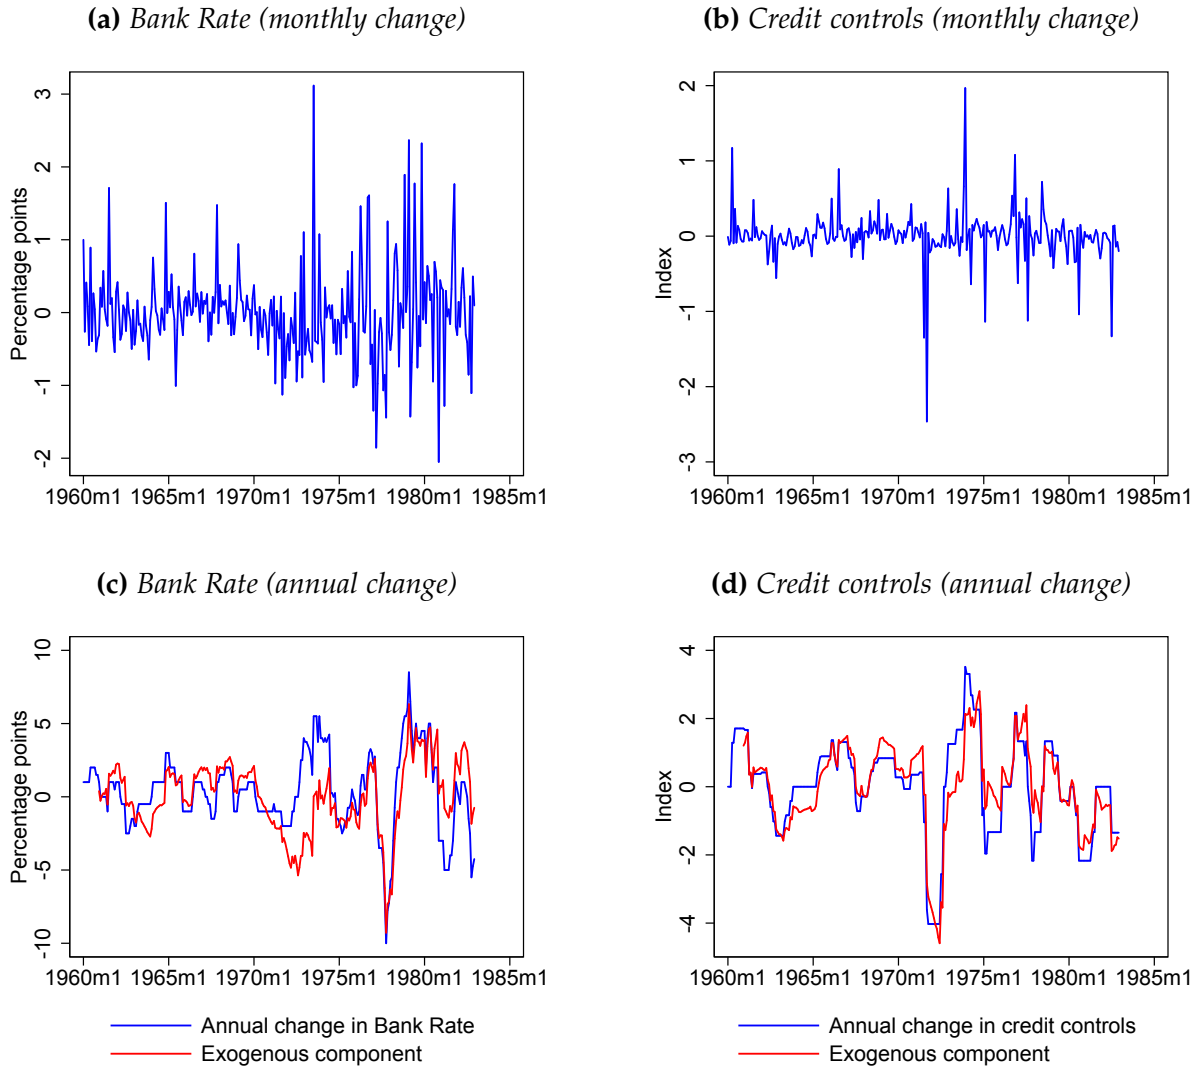 (a) Bank Rate (monthly change)
Percentage points
3
2
1
0
-1
-2
1960m1 1965m1 1970m1 1975m1 1980m1 1985m1
(b) Credit controls (monthly change)
Index
2
1
0
-1
-2
-3
1960m1 1965m1 1970m1 1975m1 1980m1 1985m1
(c) Bank Rate (annual change)
Percentage points
10
5
0
-5
-10
1960m1 1965m1 1970m1 1975m1 1980m1 1985m1
Annual change in Bank Rate
Exogenous component
(d) Credit controls (annual change)
Index
4
2
0
-2
-4
1960m1 1965m1 1970m1 1975m1 1980m1 1985m1
Annual change in credit controls
Exogenous component